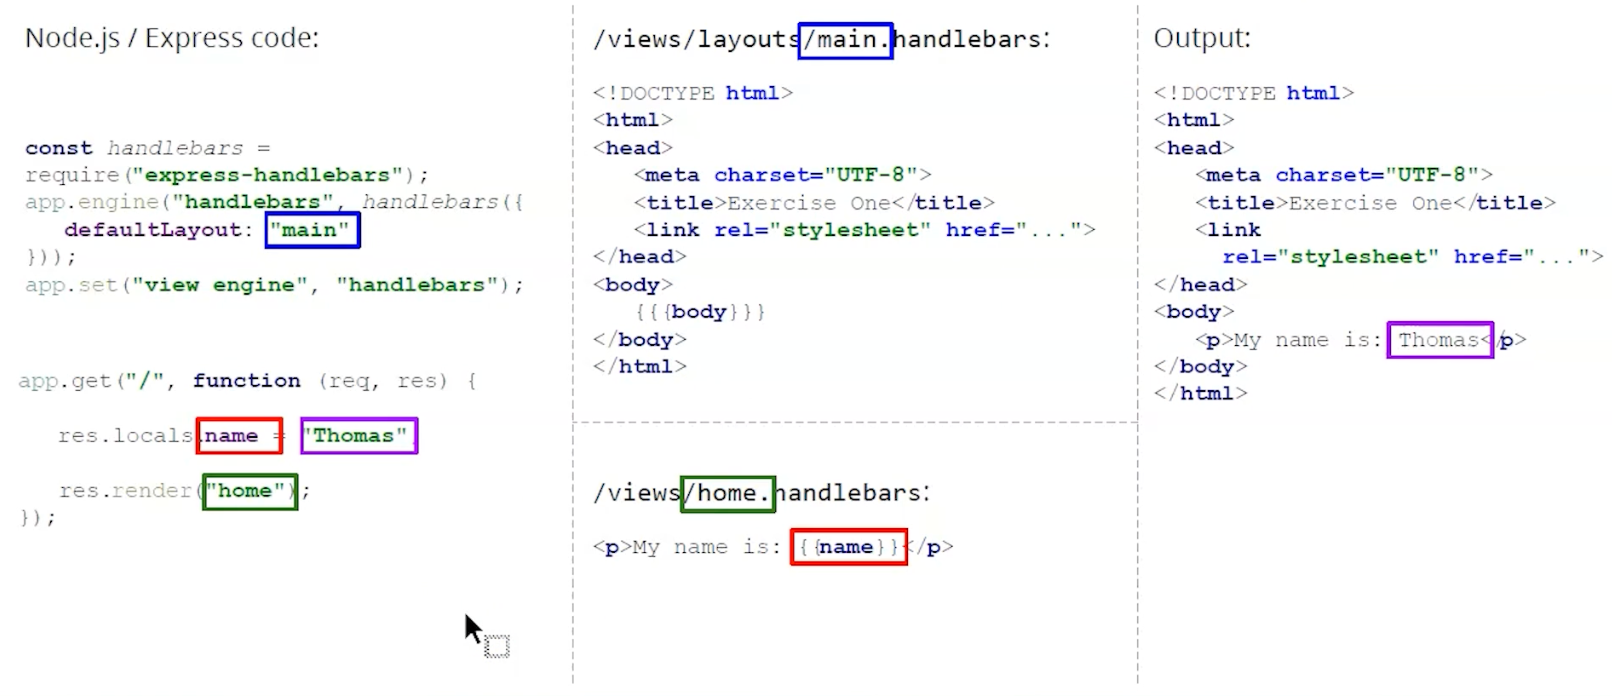 Node.js / Express code:
const handlebars =
require("express-handlebars");
app.engine("handlebars", handlebars({
defaultLayout: "main"
}));
app.set("view engine", "handlebars");
app.get("/", function (req, res) {
res.locals.name = "Thomas";
res.render("home");
});
/views/layouts/main.handlebars:
<!DOCTYPE html>
<html>
<head>
<meta charset="UTF-8">
<title>Exercise One</title>
<link rel="stylesheet" href="...">
</head>
<body>
{{{body}}}
</body>
</html>
/views/home.handlebars:
<p>My name is: {{name}}</p>
Output:
<!DOCTYPE html>
<html>
<head>
<meta charset="UTF-8">
<title>Exercise One</title>
<link
rel="stylesheet" href="...">
</head>
<body>
<p>My name is: Thomas</p>
</body>
</html>